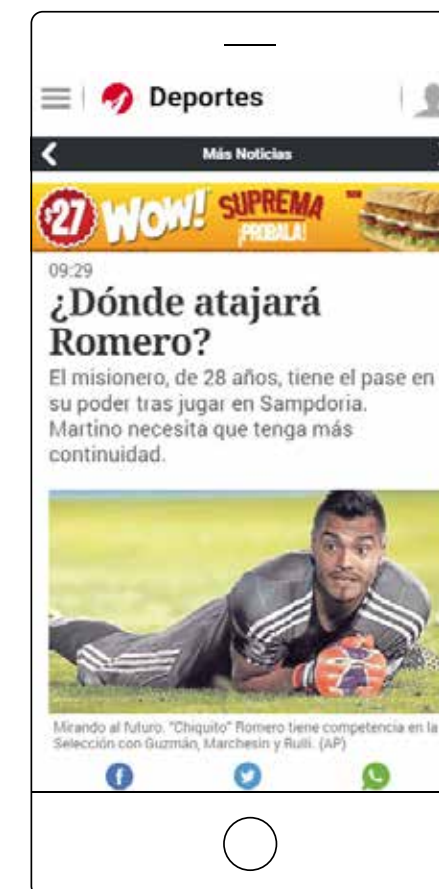 Deportes
Más Noticias
$27 WOW! SUPREMA
¡PROBALA!
09:29
¿Dónde atajará
Romero?
El misionero, de 28 años, tiene el pase en
su poder tras jugar en Sampdoria.
Martino necesita que tenga más
continuidad.
Mirando al futuro. "Chiquito" Romero tiene competencia en la
Selección con Guzmán, Marchesin y Rulli. (AP)